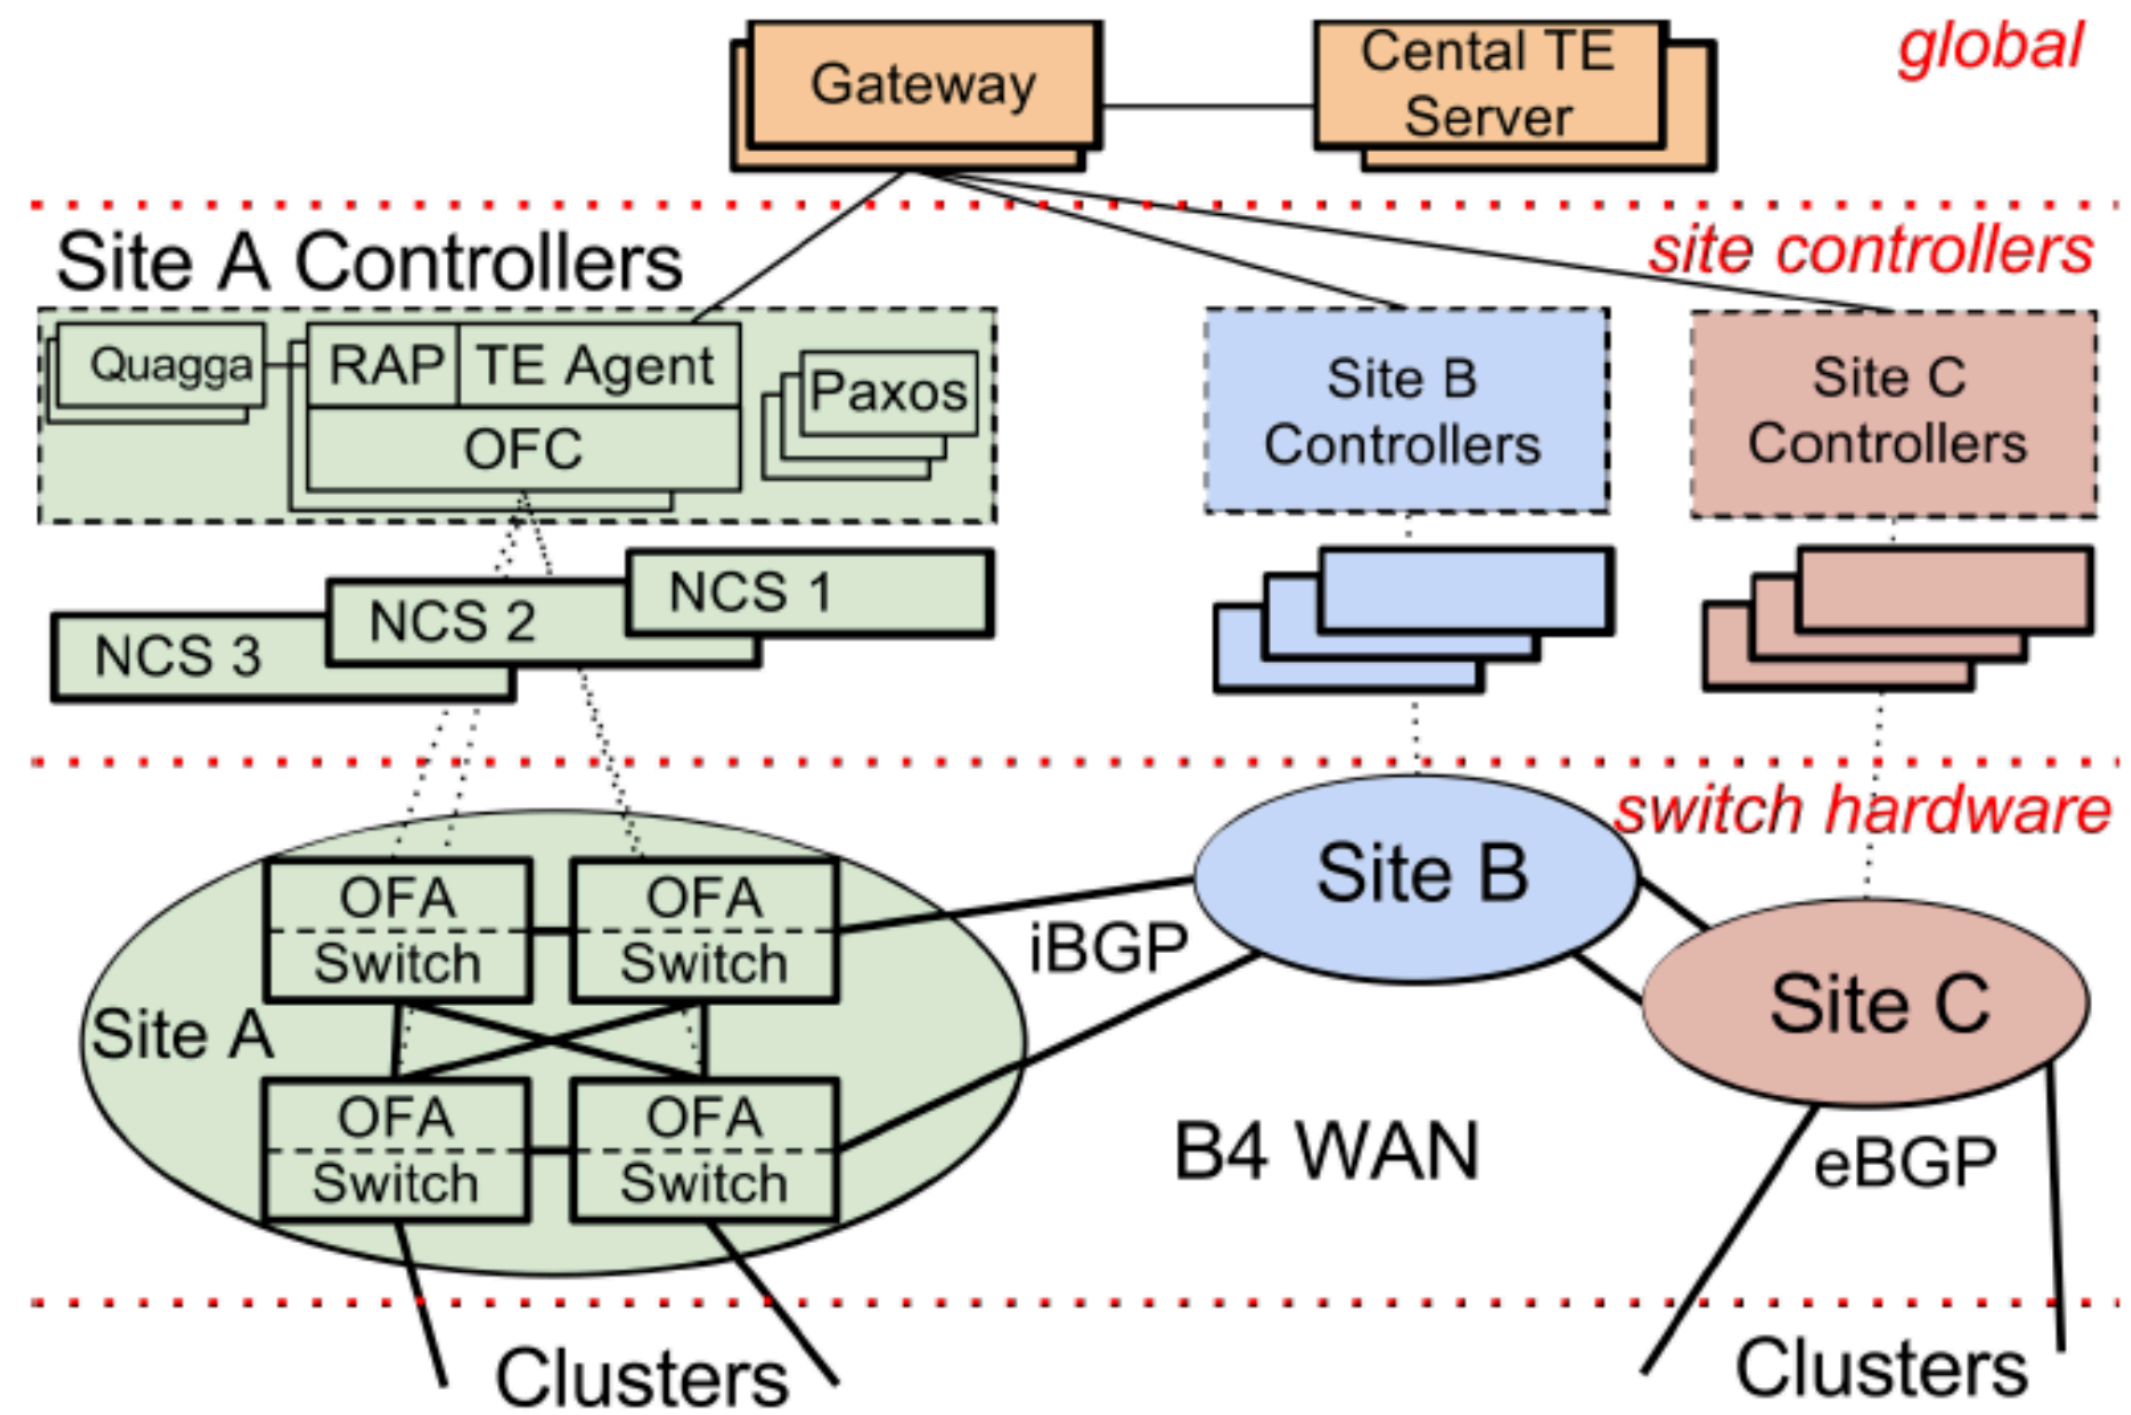 Gateway
Cental TE
Server
global
Site A Controllers
site controllers
Quagga
RAP
TE Agent
OFC
Paxos
Site B
Controllers
Site C
Controllers
NCS 1
NCS 2
NCS 3
switch hardware
OFA
Switch
OFA
Switch
Site A
OFA
Switch
OFA
Switch
iBGP
Site B
Site C
B4 WAN
eBGP
Clusters
Clusters